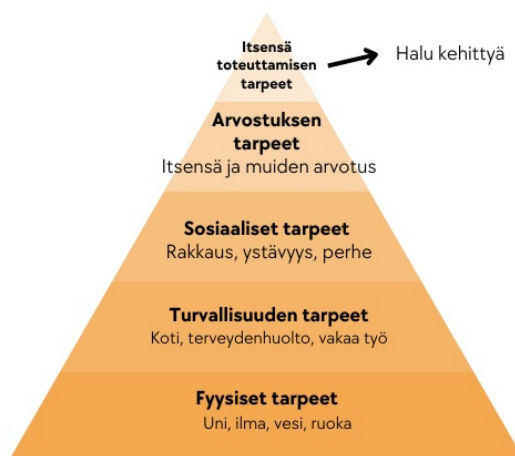 Itsensä
toteuttamisen
tarpeet
Halu kehittyä
Arvostuksen
tarpeet
Itsensä ja muiden arvotus
Sosiaaliset tarpeet
Rakkaus, ystävyys, perhe
Turvallisuuden tarpeet
Koti, terveydenhuolto, vakaa työ
Fyysiset tarpeet
Uni, ilma, vesi, ruoka